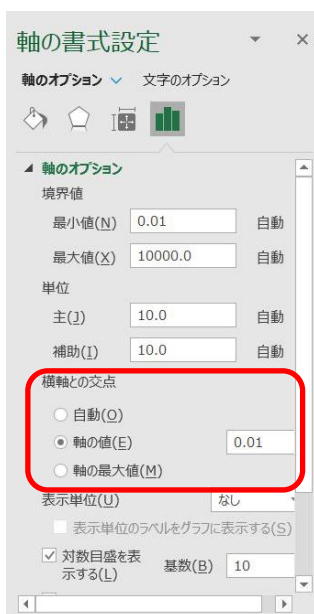 軸の書式設定
軸のオプション 文字のオプション
軸のオプション
境界値
最小値(N) 0.01 自動
最大値(X) 10000.0 自動
単位
主(J) 10.0 自動
補助(I) 10.0 自動
横軸との交点
自動(O)
軸の値(E) 0.01
軸の最大値(M)
表示単位(U) なし
表示単位のラベルをグラフに表示する(S)
対数目盛を表
示する(L) 基数(B) 10